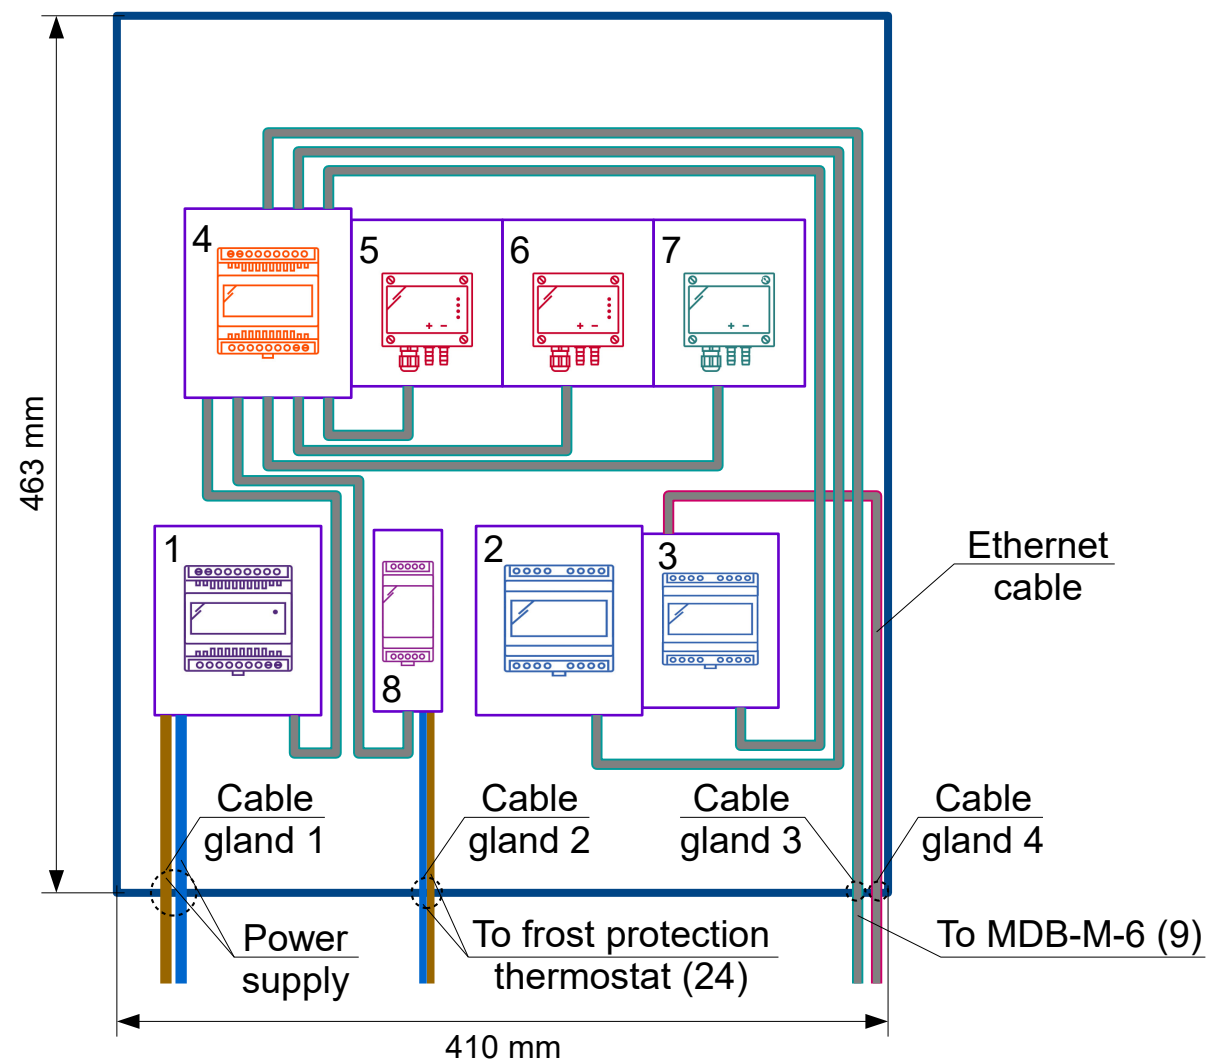 4
5
6
7
463 mm
1
8
2
3
Ethernet
cable
Cable
gland 1
Cable
gland 2
Cable
gland 3
Cable
gland 4
Power
supply
To frost protection
thermostat (24)
To MDB-M-6 (9)
410 mm